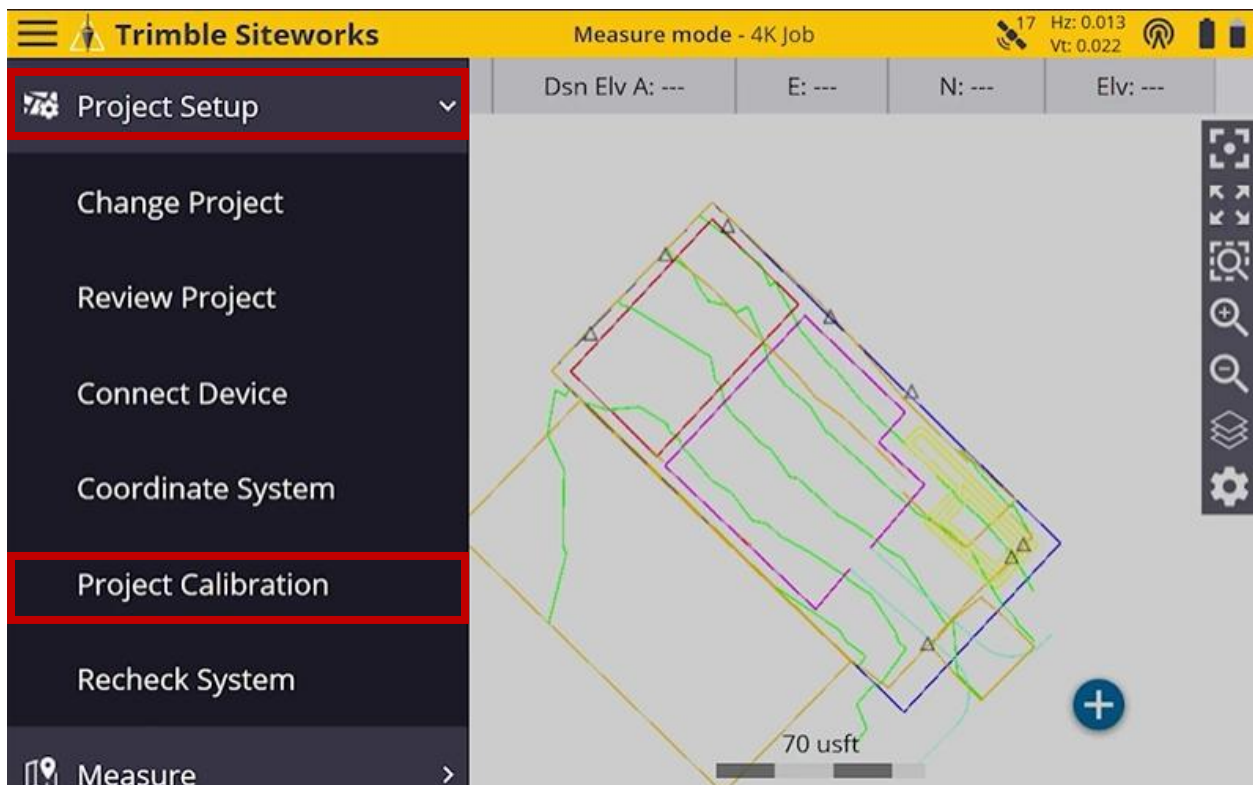 Trimble Siteworks
Measure mode - 4K Job
17
Hz: 0.013
Vt: 0.022
Project Setup
Dsn Elv A: ---
E: ---
N: ---
Elv: ---
Change Project
Review Project
Connect Device
Coordinate System
Project Calibration
Recheck System
Measure
70 usft